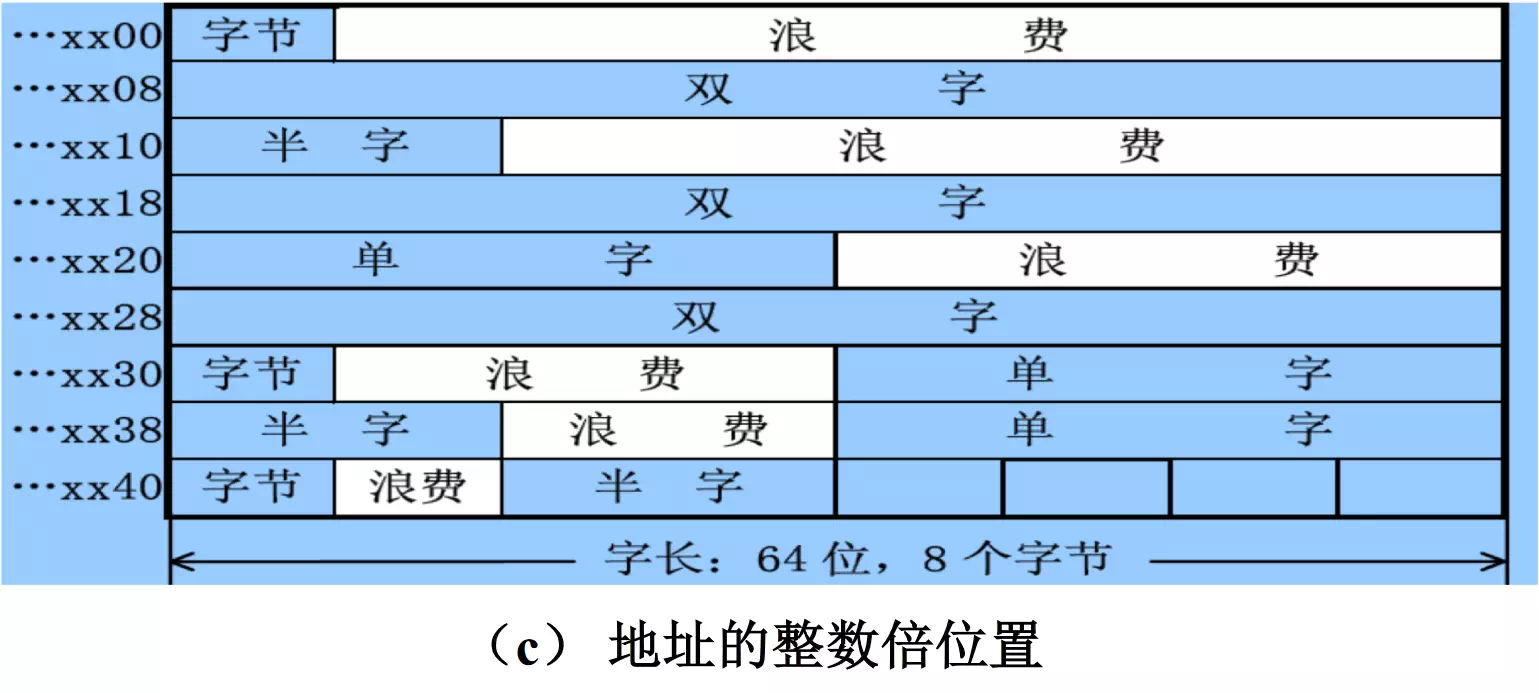 …xx00 字节 浪 费
…xx08 双 字
…xx10 半 字 浪 费
…xx18 双 字
…xx20 单 字 浪 费
…xx28 双 字
…xx30 字节 浪 费 单 字
…xx38 半 字 浪 费 单 字
…xx40 字节 浪费 半 字
字长：64 位，8 个字节
（c） 地址的整数倍位置